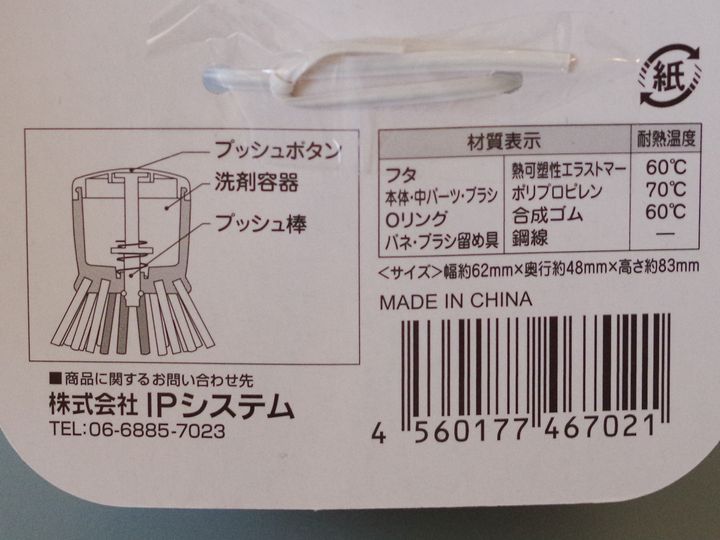 紙
プッシュボタン
洗剤容器
プッシュ棒
材質表示 耐熱温度
フタ 熱可塑性エラストマー 60℃
本体・中パーツ・ブラシ ポリプロピレン 70℃
Oリング 合成ゴム 60℃
バネ・ブラシ留め具 鋼線 —
<サイズ>幅約62mm×奥行約48mm×高さ約83mm
MADE IN CHINA
■商品に関するお問い合わせ先
株式会社 IPシステム
TEL:06-6885-7023
4 560177 467021